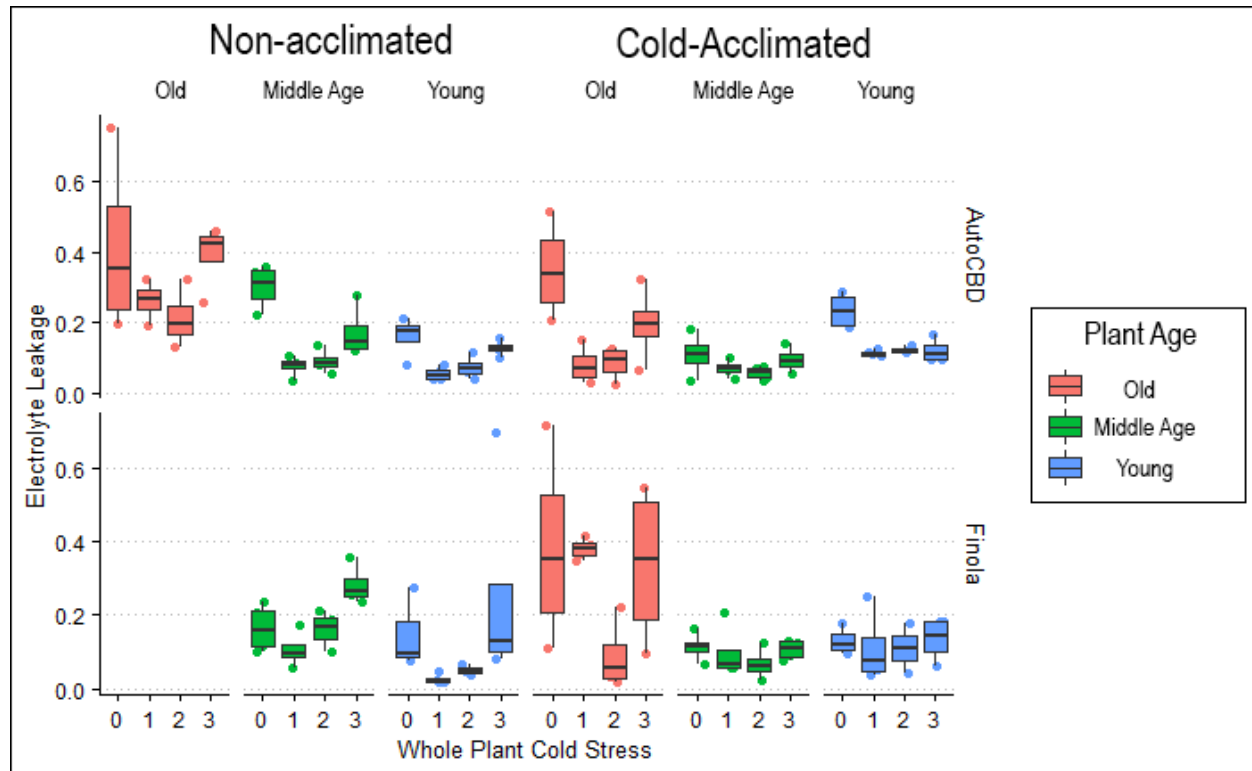 Non-acclimated Cold-Acclimated
Old Middle Age Young Old Middle Age Young
0.6
0.4
0.2
0.0
AutoCBD
0.6
0.4
0.2
0.0
Finola
Electrolyte Leakage
0 1 2 3 0 1 2 3 0 1 2 3 0 1 2 3 0 1 2 3 0 1 2 3
Whole Plant Cold Stress
Plant Age
Old
Middle Age
Young